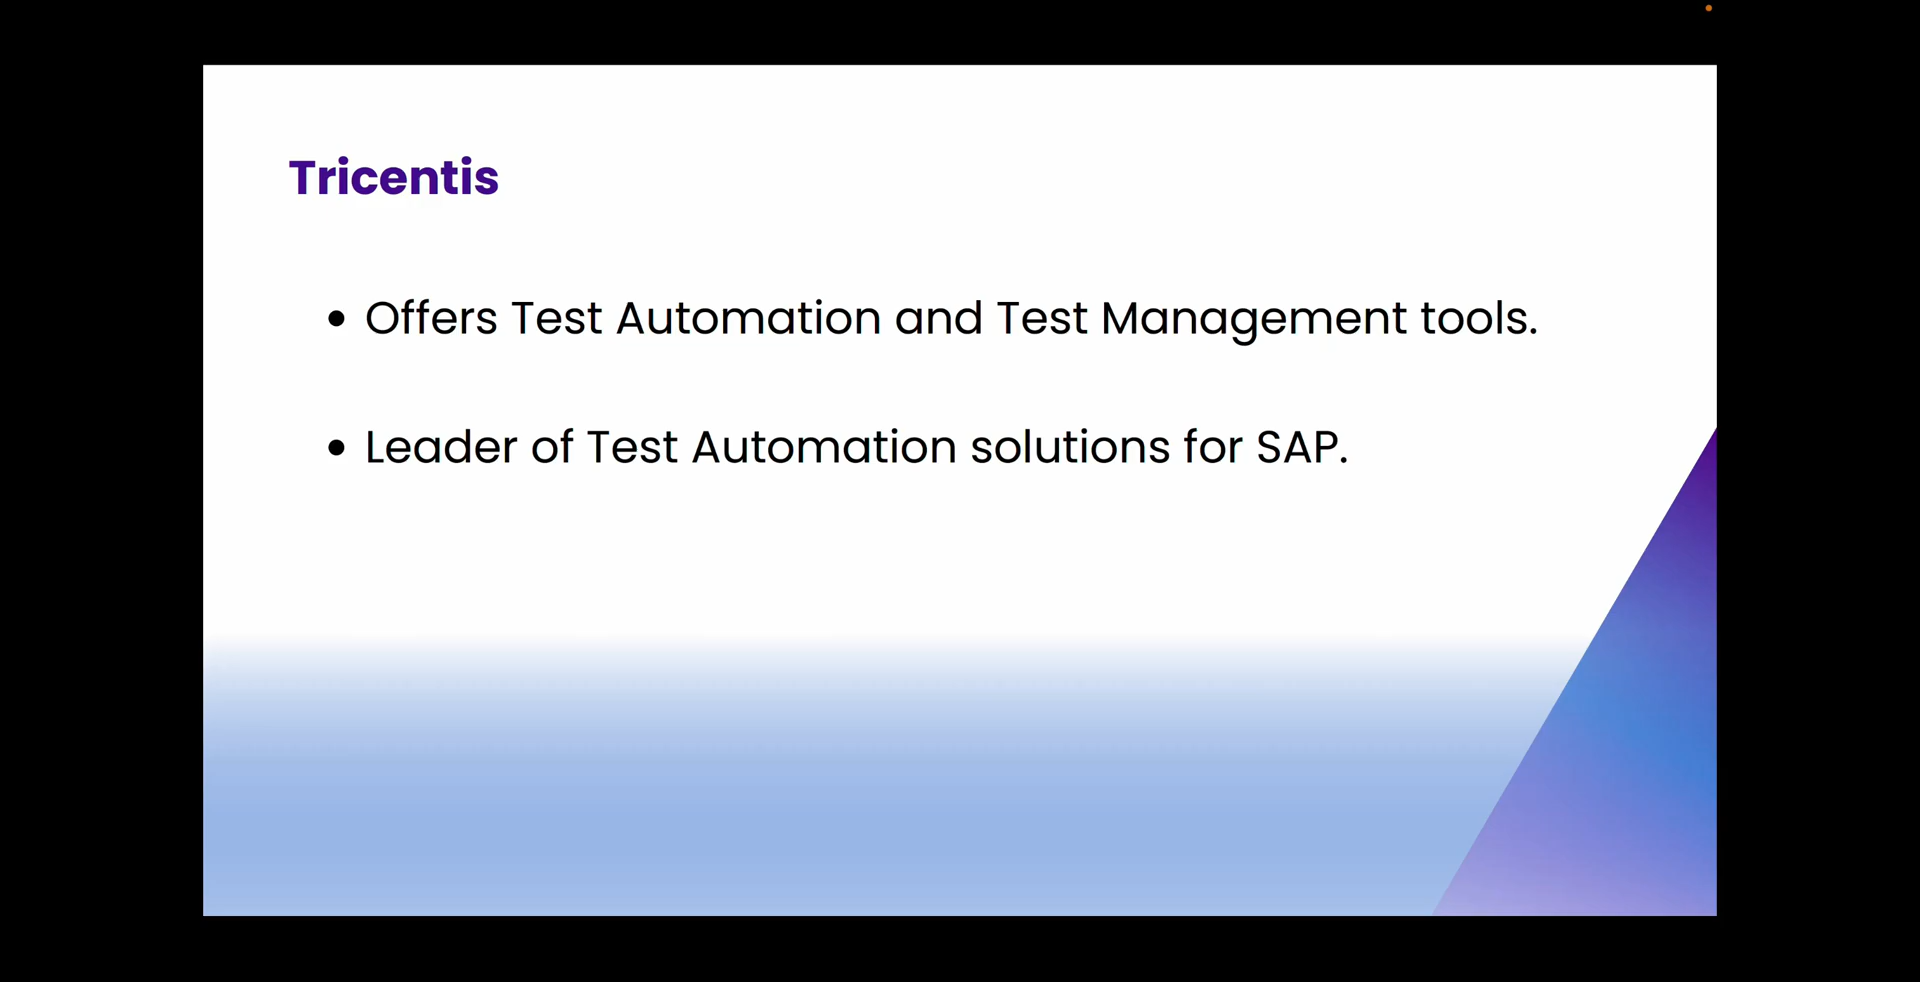 Tricentis
• Offers Test Automation and Test Management tools.
• Leader of Test Automation solutions for SAP.